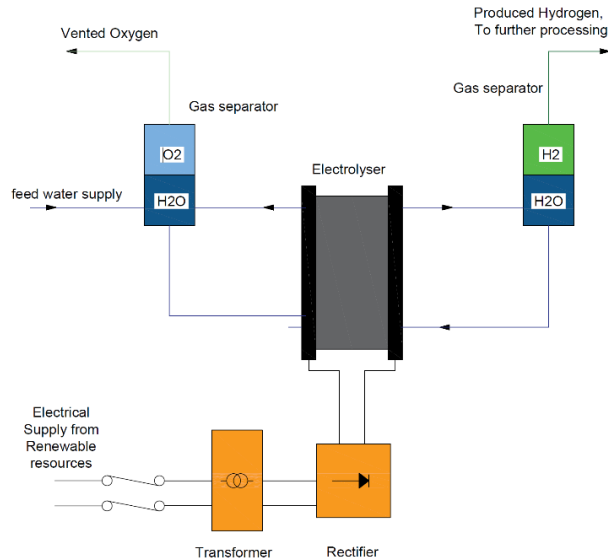 Produced Hydrogen,
To further processing
Vented Oxygen
Gas separator
Gas separator
O2
H2
Electrolyser
feed water supply
H2O
H2O
Electrical
Supply from
Renewable
resources
Transformer
Rectifier